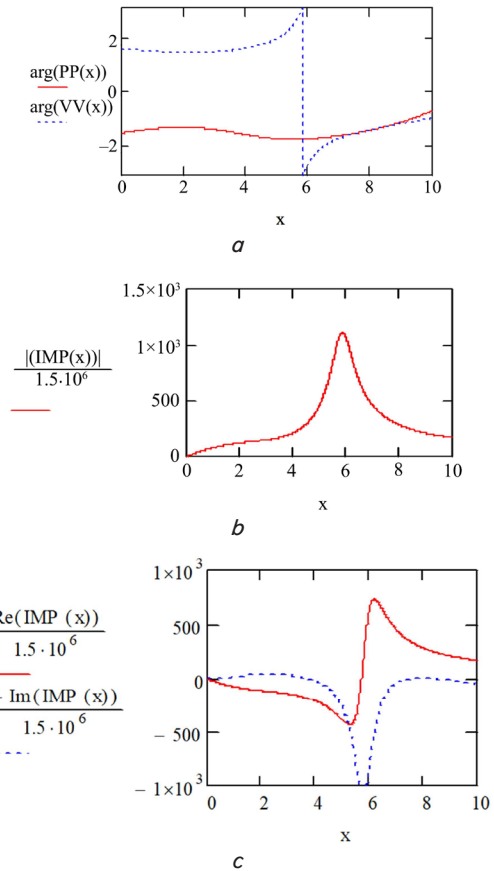 2
arg(PP(x))
0
arg(VV(x))
−2
0 2 4 6 8 10
x
a
1.5×10³
1×10³
|(IMP(x))|
1.5·10⁶
500
0
0 2 4 6 8 10
x
b
1×10³
Re(IMP (x))
500
1.5·10⁶
0
- Im(IMP (x))
1.5·10⁶
− 500
− 1×10³
0 2 4 6 8 10
x
c